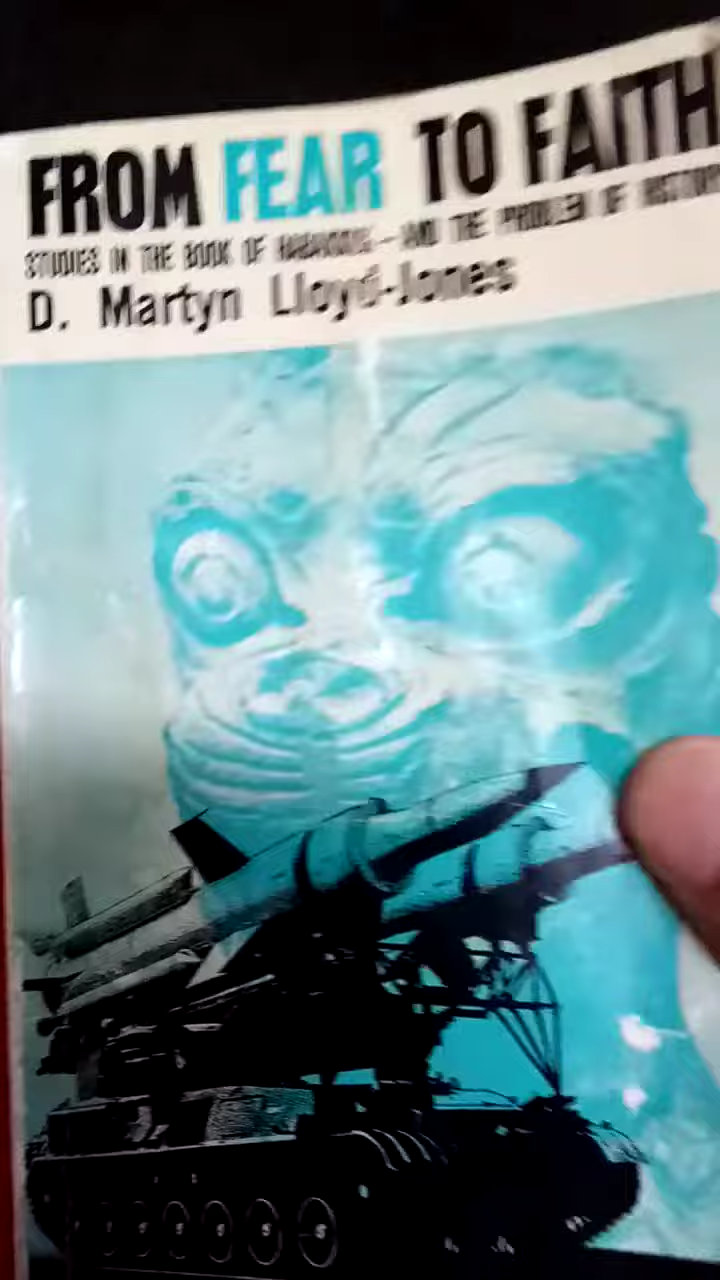 FROM FEAR TO FAITH
STUDIES IN THE BOOK OF HABAKKUK - AND THE PROBLEM OF HISTORY
D. Martyn Lloyd-Jones